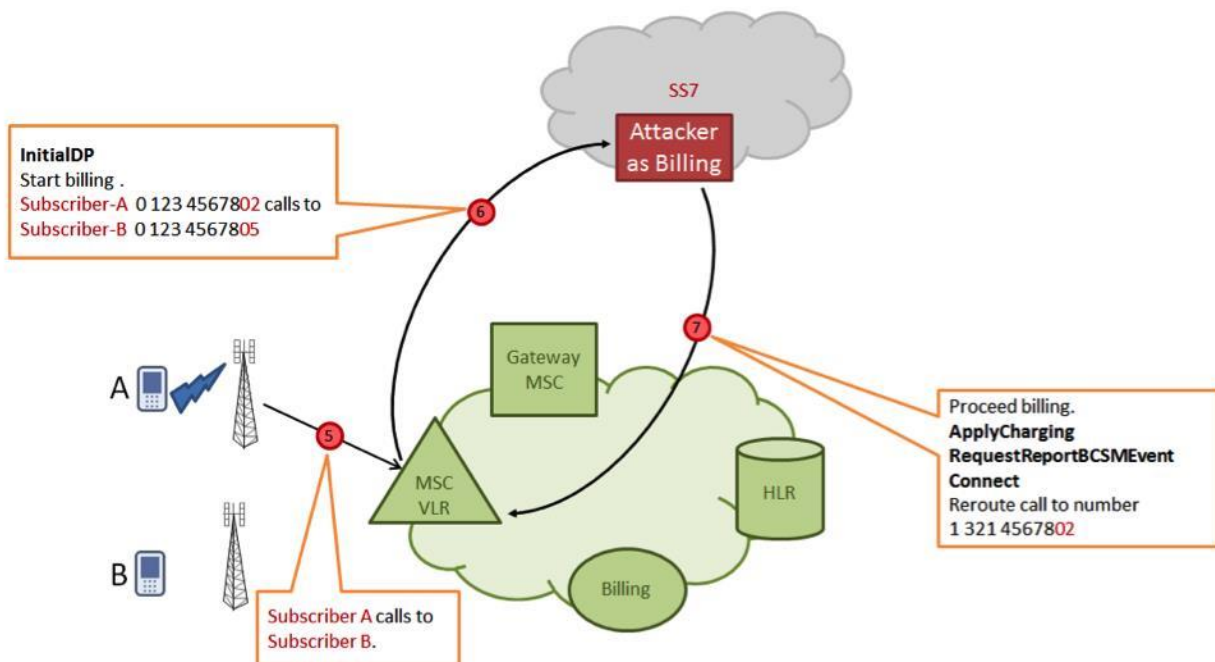 SS7
Attacker
as Billing
InitialDP
Start billing .
Subscriber-A 0 123 4567802 calls to
Subscriber-B 0 123 4567805
6
7
Gateway
MSC
A
5
MSC
VLR
HLR
Proceed billing.
ApplyCharging
RequestReportBCSMEvent
Connect
Reroute call to number
1 321 4567802
B
Billing
Subscriber A calls to
Subscriber B.